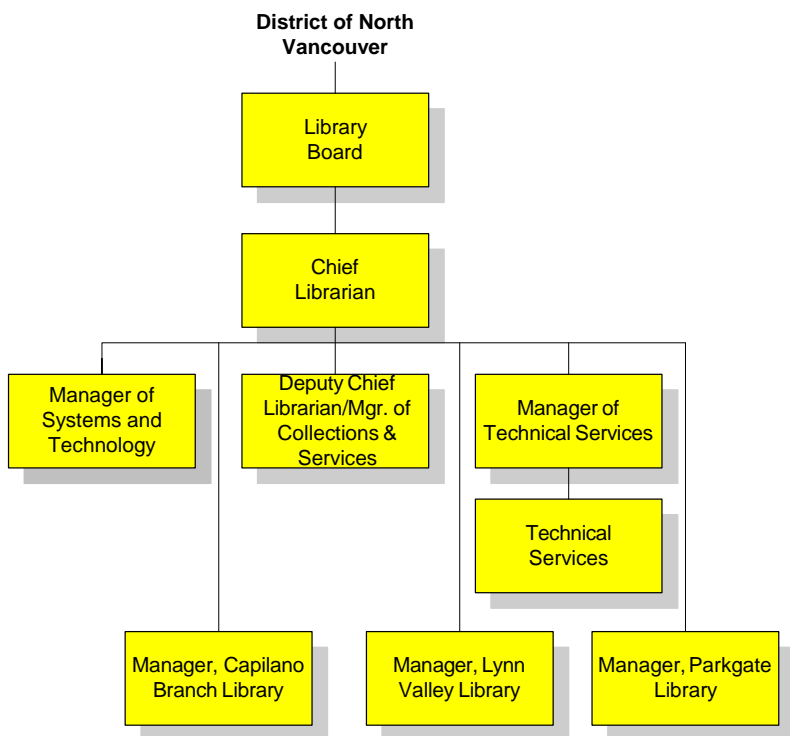 District of North
Vancouver
Library
Board
Chief
Librarian
Manager of
Systems and
Technology
Deputy Chief
Librarian/Mgr. of
Collections &
Services
Manager of
Technical Services
Technical
Services
Manager, Capilano
Branch Library
Manager, Lynn
Valley Library
Manager, Parkgate
Library